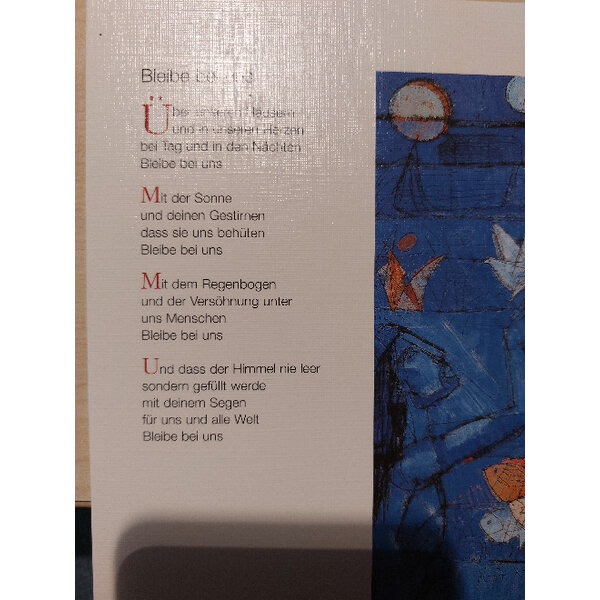 Bleibe bei uns
Über unseren Häusern
und in unseren Herzen
bei Tag und in den Nächten
Bleibe bei uns
Mit der Sonne
und deinen Gestirnen
dass sie uns behüten
Bleibe bei uns
Mit dem Regenbogen
und der Versöhnung unter
uns Menschen
Bleibe bei uns
Und dass der Himmel nie leer
sondern gefüllt werde
mit deinem Segen
für uns und alle Welt
Bleibe bei uns